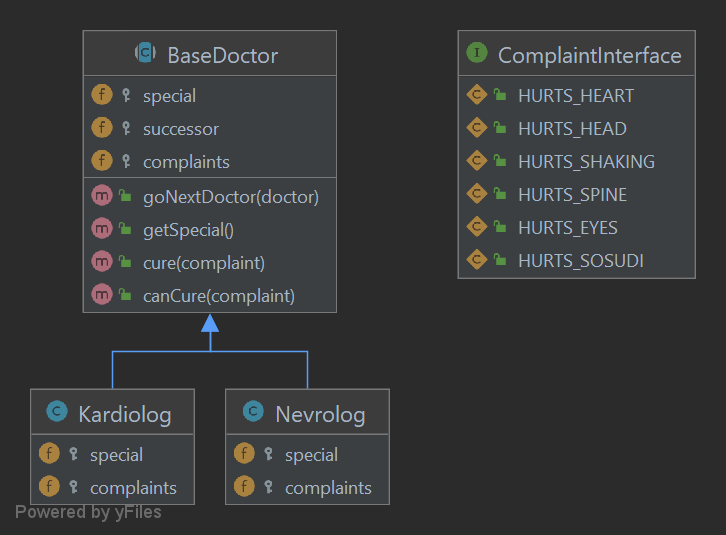 BaseDoctor
special
successor
complaints
goNextDoctor(doctor)
getSpecial()
cure(complaint)
canCure(complaint)
ComplaintInterface
HURTS_HEART
HURTS_HEAD
HURTS_SHAKING
HURTS_SPINE
HURTS_EYES
HURTS_SOSUDI
Kardiolog
special
complaints
Nevrolog
special
complaints
Powered by yFiles